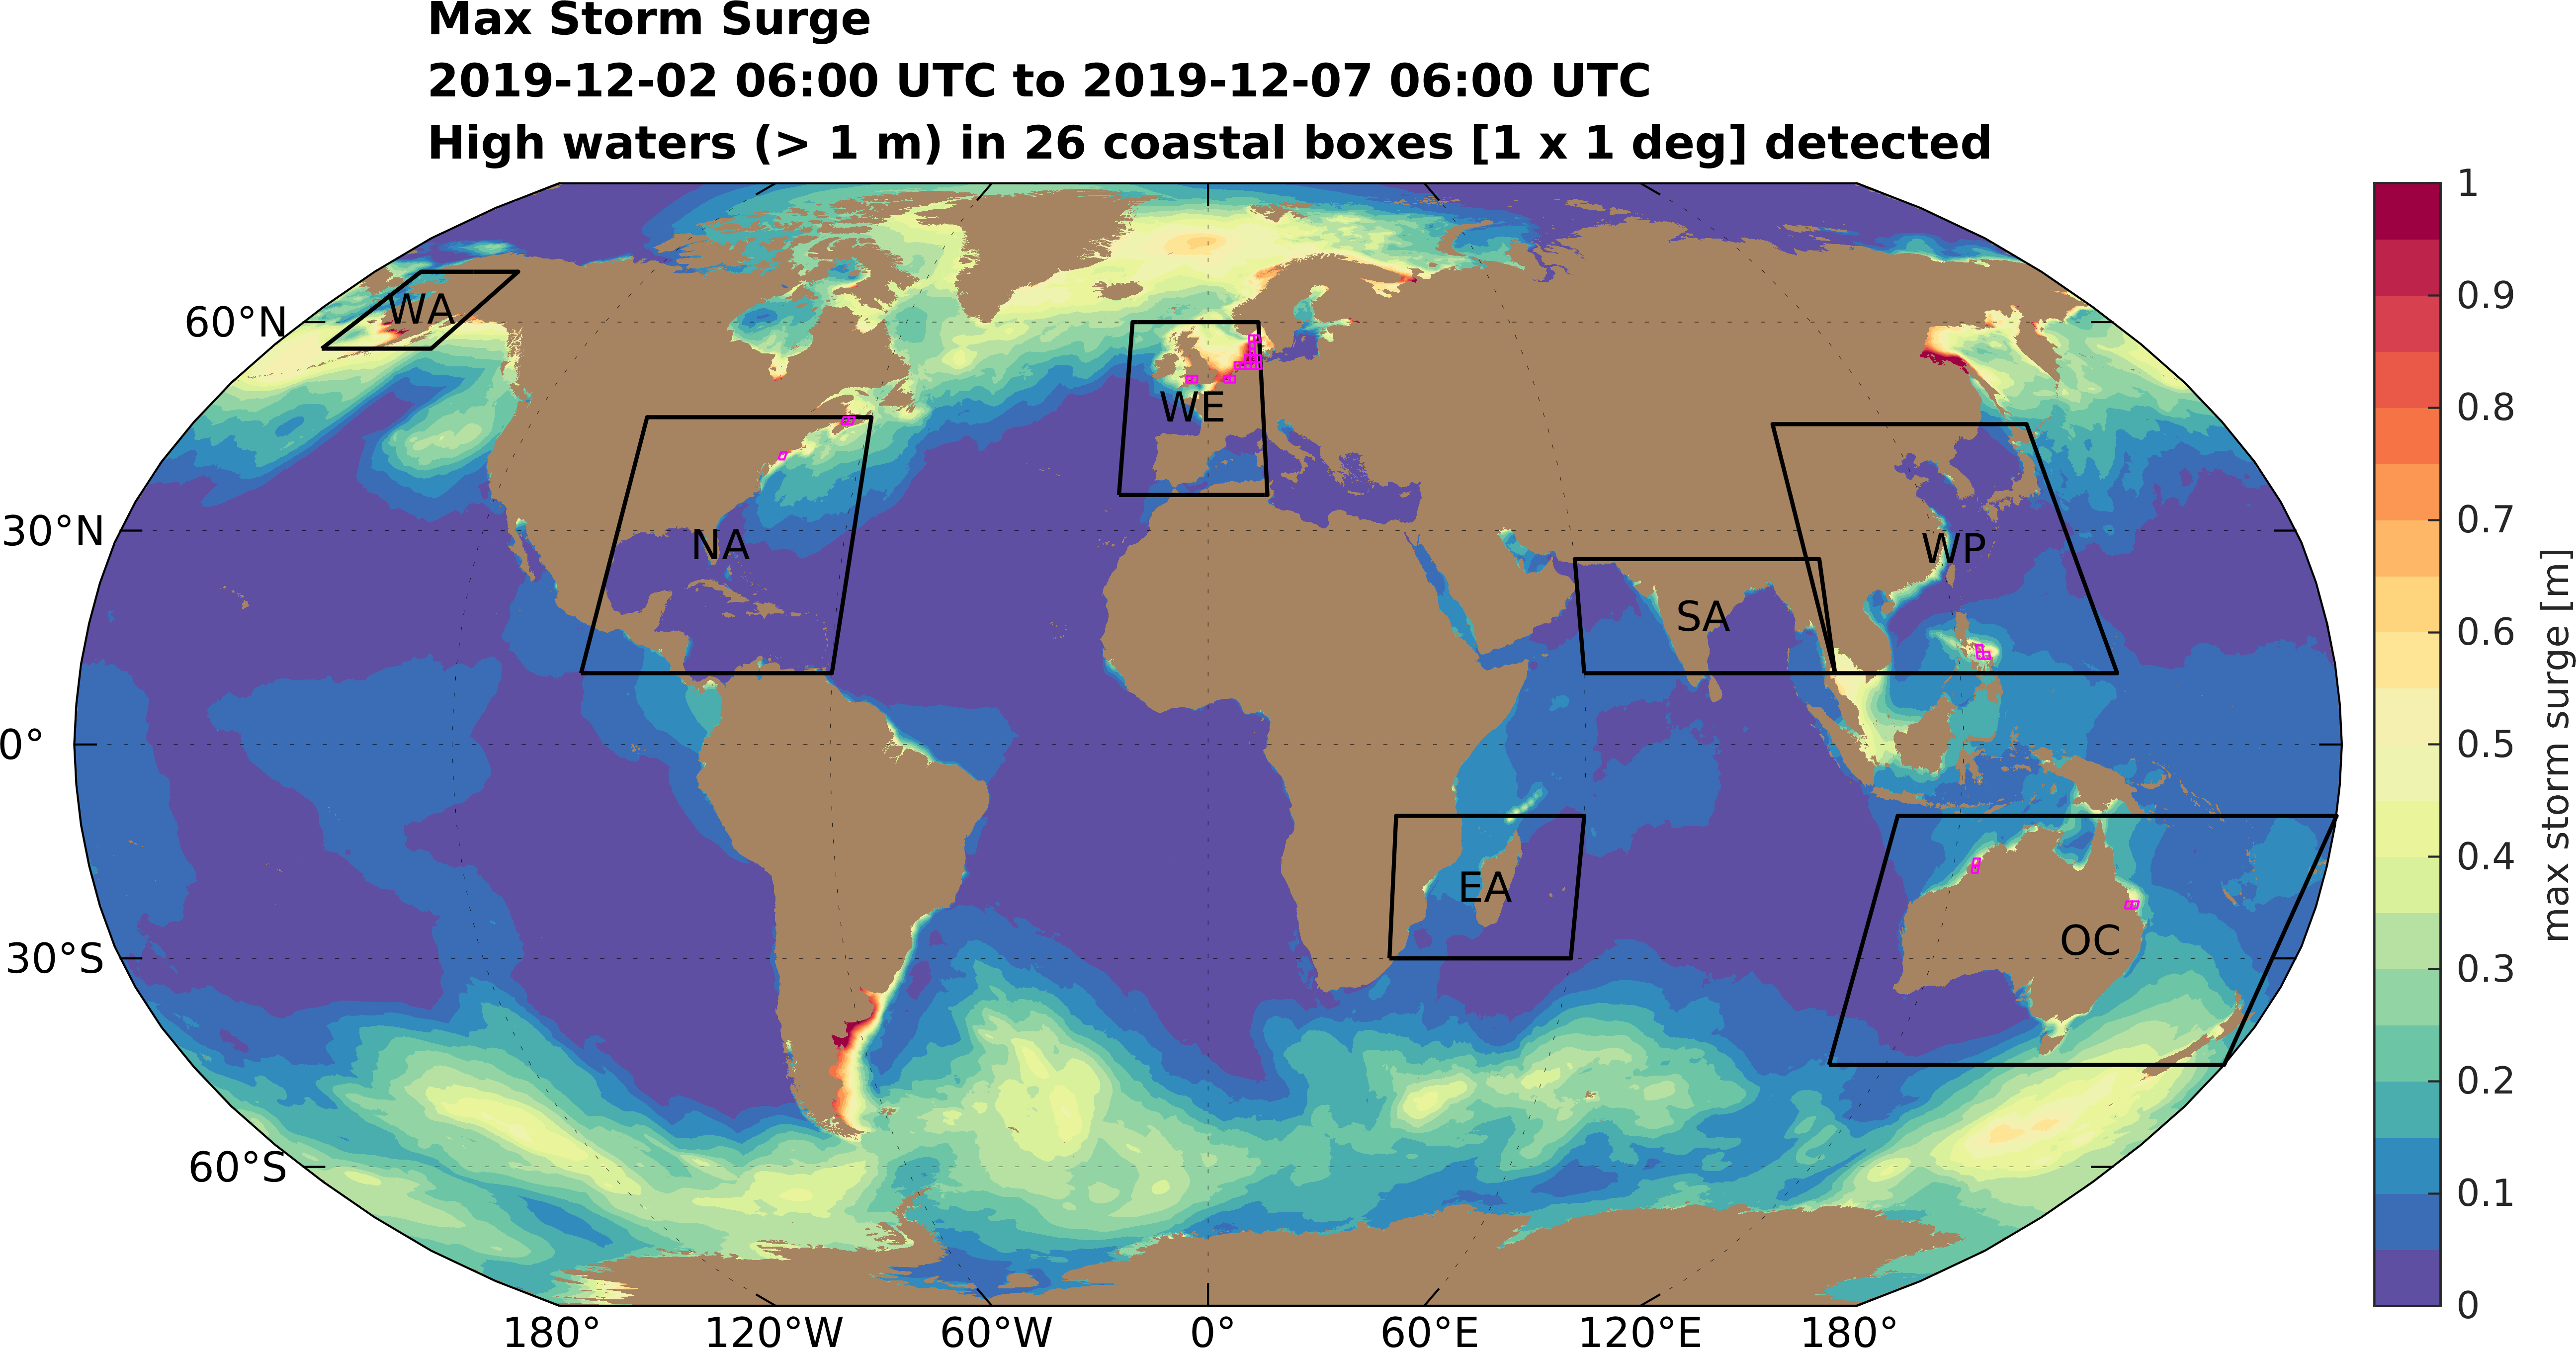 Max Storm Surge
2019-12-02 06:00 UTC to 2019-12-07 06:00 UTC
High waters (> 1 m) in 26 coastal boxes [1 x 1 deg] detected
60°N
30°N
0°
30°S
60°S
WA
NA
WE
SA
WP
EA
OC
180°
120°W
60°W
0°
60°E
120°E
180°
1
0.9
0.8
0.7
0.6
0.5
0.4
0.3
0.2
0.1
0
max storm surge [m]